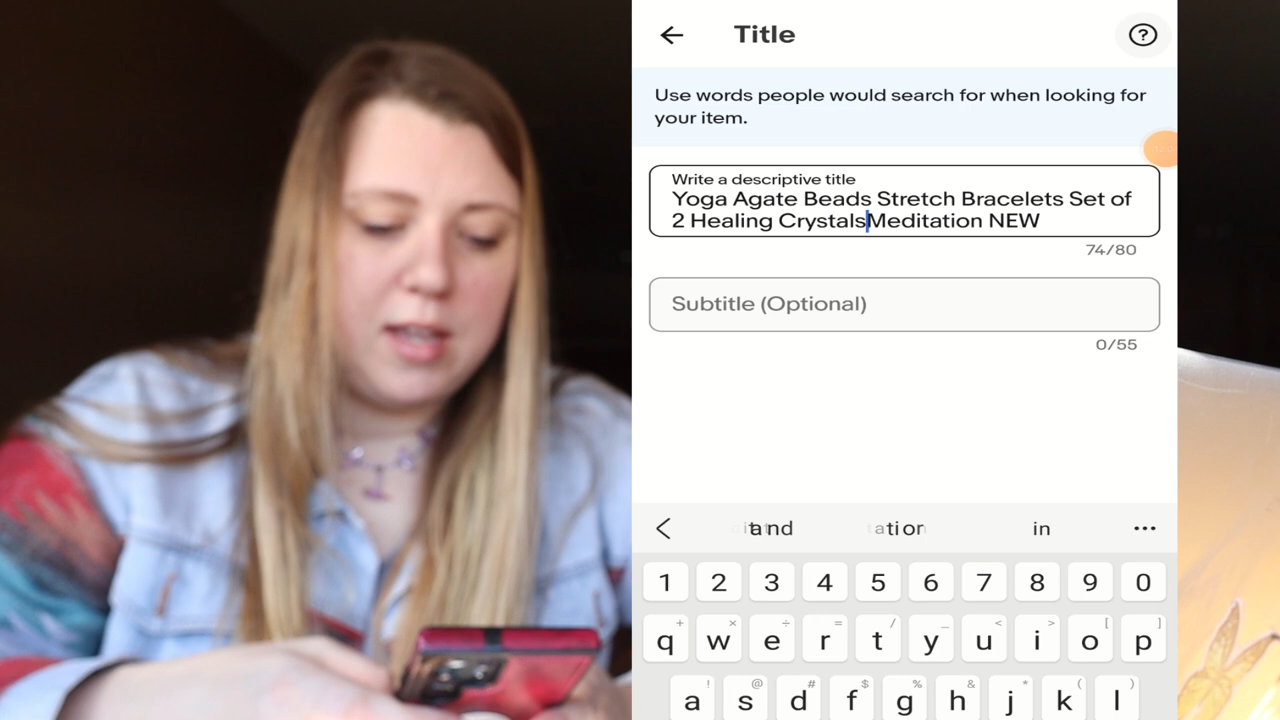 Title
?
Use words people would search for when looking for
your item.
Write a descriptive title
Yoga Agate Beads Stretch Bracelets Set of
2 Healing CrystalsMeditation NEW
74/80
Subtitle (Optional)
0/55
and
in
1 2 3 4 5 6 7 8 9 0
+ × ÷ = / _ < > [ ]
q w e r t y u i o p
! @ # $ % & * ( )
a s d f g h j k l